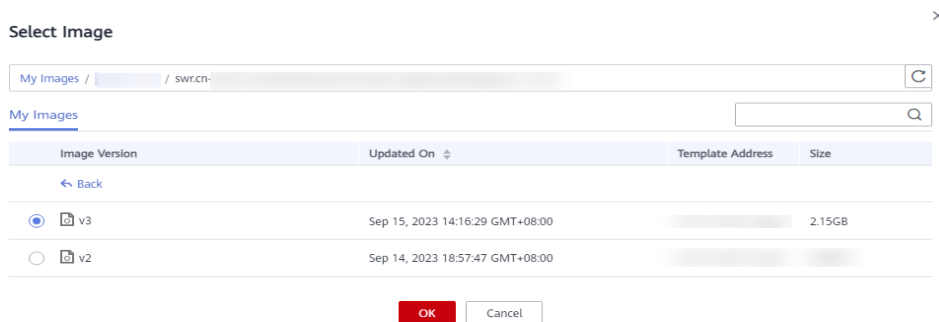 Select Image
My Images / / swr.cn-
My Images
Image Version Updated On Template Address Size
Back
v3 Sep 15, 2023 14:16:29 GMT+08:00 2.15GB
v2 Sep 14, 2023 18:57:47 GMT+08:00
OK Cancel